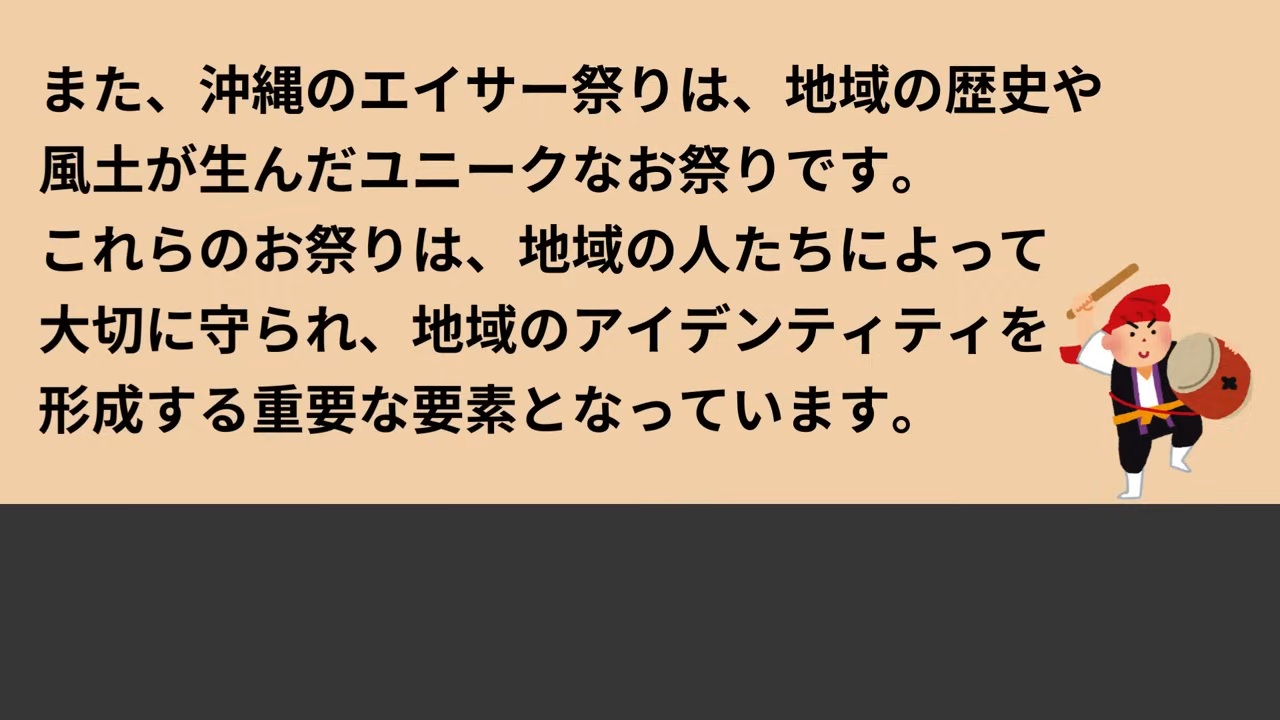 また、沖縄のエイサー祭りは、地域の歴史や
風土が生んだユニークなお祭りです。
これらのお祭りは、地域の人たちによって
大切に守られ、地域のアイデンティティを
形成する重要な要素となっています。